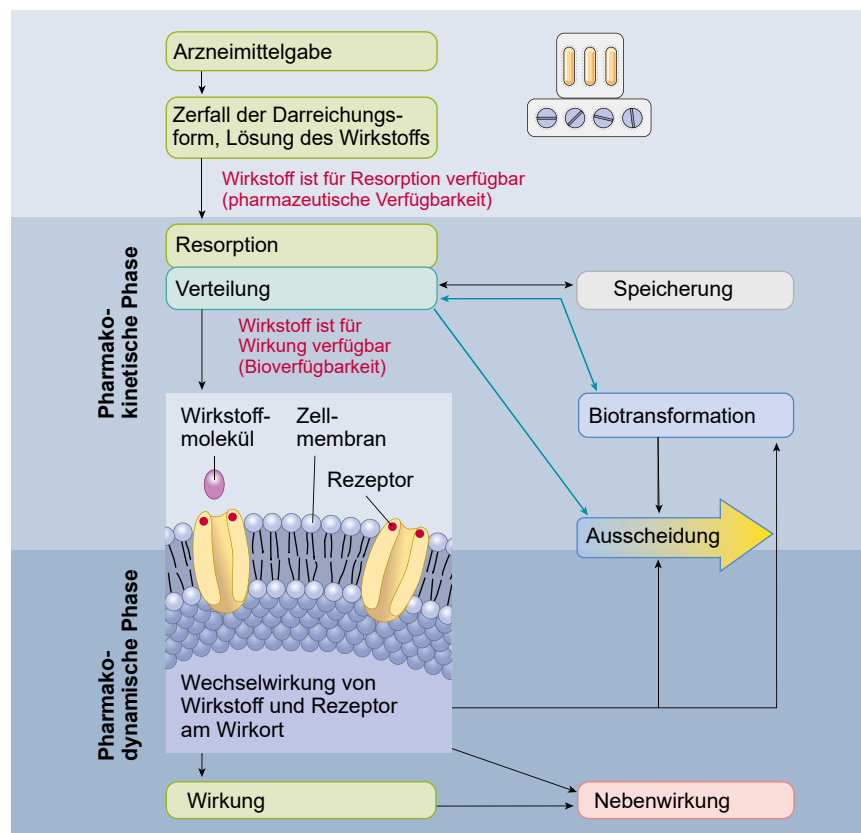 Arzneimittelgabe
Zerfall der Darreichungs-
form, Lösung des Wirkstoffs
Wirkstoff ist für Resorption verfügbar
(pharmazeutische Verfügbarkeit)
Pharmako-
kinetische Phase
Resorption
Verteilung
Speicherung
Wirkstoff ist für
Wirkung verfügbar
(Bioverfügbarkeit)
Biotransformation
Wirkstoff-
molekül
Zell-
membran
Rezeptor
Ausscheidung
Pharmako-
dynamische Phase
Wechselwirkung von
Wirkstoff und Rezeptor
am Wirkort
Wirkung
Nebenwirkung